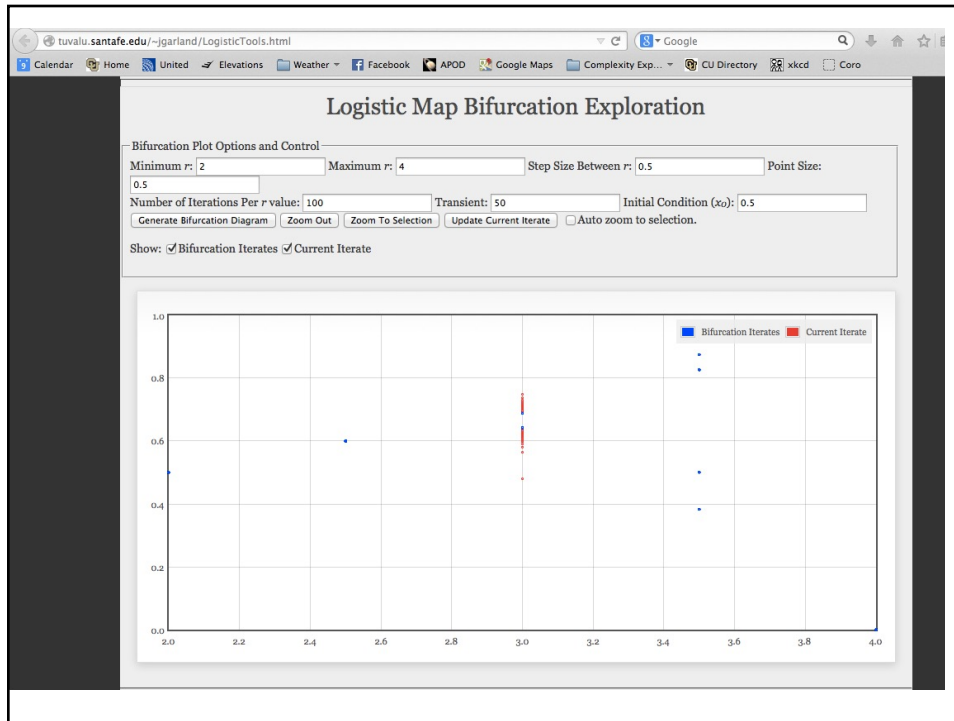 tuvalu.santafe.edu/~jgarland/LogisticTools.html Google
Calendar Home United Elevations Weather Facebook APOD Google Maps Complexity Exp... CU Directory xkcd Coro
Logistic Map Bifurcation Exploration
Bifurcation Plot Options and Control
Minimum r: 2 Maximum r: 4 Step Size Between r: 0.5 Point Size:
0.5
Number of Iterations Per r value: 100 Transient: 50 Initial Condition (x₀): 0.5
Generate Bifurcation Diagram Zoom Out Zoom To Selection Update Current Iterate Auto zoom to selection.
Show: Bifurcation Iterates Current Iterate
Bifurcation Iterates Current Iterate
1.0
0.8
0.6
0.4
0.2
0.0
2.0 2.2 2.4 2.6 2.8 3.0 3.2 3.4 3.6 3.8 4.0